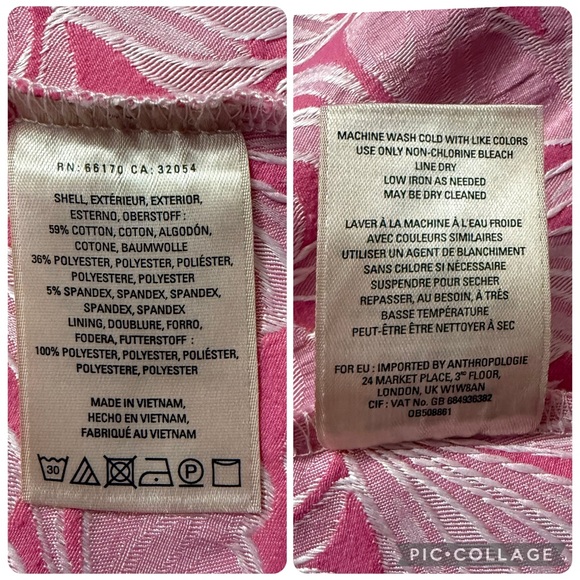 RN: 66170 CA: 32054
SHELL, EXTÉRIEUR, EXTERIOR,
ESTERNO, OBERSTOFF :
59% COTTON, COTON, ALGODÓN,
COTONE, BAUMWOLLE
36% POLYESTER, POLYESTER, POLIÉSTER,
POLYESTERE, POLYESTER
5% SPANDEX, SPANDEX, SPANDEX,
SPANDEX, SPANDEX
LINING, DOUBLURE, FORRO,
FODERA, FUTTERSTOFF :
100% POLYESTER, POLYESTER, POLIÉSTER,
POLYESTERE, POLYESTER
MADE IN VIETNAM,
HECHO EN VIETNAM,
FABRIQUÉ AU VIETNAM
30 P
MACHINE WASH COLD WITH LIKE COLORS
USE ONLY NON-CHLORINE BLEACH
LINE DRY
LOW IRON AS NEEDED
MAY BE DRY CLEANED
LAVER À LA MACHINE À L'EAU FROIDE
AVEC COULEURS SIMILAIRES
UTILISER UN AGENT DE BLANCHIMENT
SANS CHLORE SI NÉCESSAIRE
SUSPENDRE POUR SÉCHER
REPASSER, AU BESOIN, À TRÈS
BASSE TEMPÉRATURE
PEUT-ÊTRE ÊTRE NETTOYER À SEC
FOR EU : IMPORTED BY ANTHROPOLOGIE
24 MARKET PLACE, 3RD FLOOR,
LONDON, UK W1W8AN
CIF: VAT No. GB 684936382
OB508661
PIC•COLLAGE